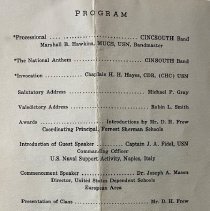 PROGRAM
*Processional ... CINCSOUTH Band
Marshall B. Hawkins, MUCS, USN, Bandmaster
*The National Anthem ... CINCSOUTH Band
*Invocation ... Chaplain H. H. Hayes, CDR, (CHC) USN
Salutatory Address ... Michael P. Gray
Valedictory Address ... Robin L. Smith
Awards ... Introductions by Mr. D. H. Frew
Coordinating Principal, Forrest Sherman Schools
Introduction of Guest Speaker ... Captain J. A. Fidel, USN
Commanding Officer
U.S. Naval Support Activity, Naples, Italy
Commencement Speaker ... Dr. Joseph A. Mason
Director, United States Dependent Schools
European Area
Presentation of Class ... Mr. D. H. Frew